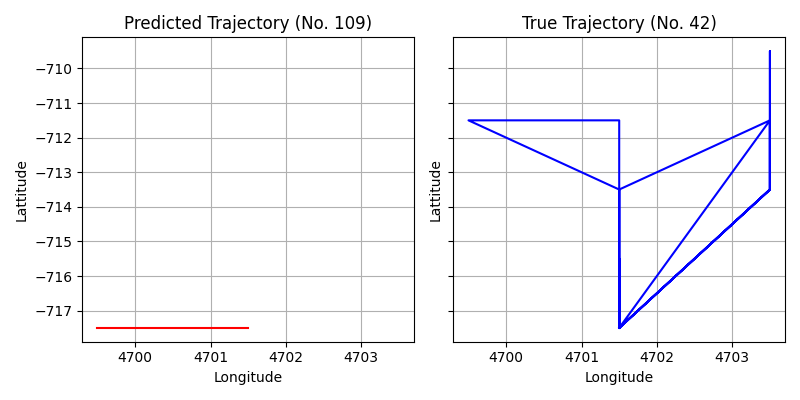 Predicted Trajectory (No. 109)
True Trajectory (No. 42)
−710
−711
−712
−713
−714
−715
−716
−717
Lattitude
Lattitude
4700 4701 4702 4703
4700 4701 4702 4703
Longitude
Longitude